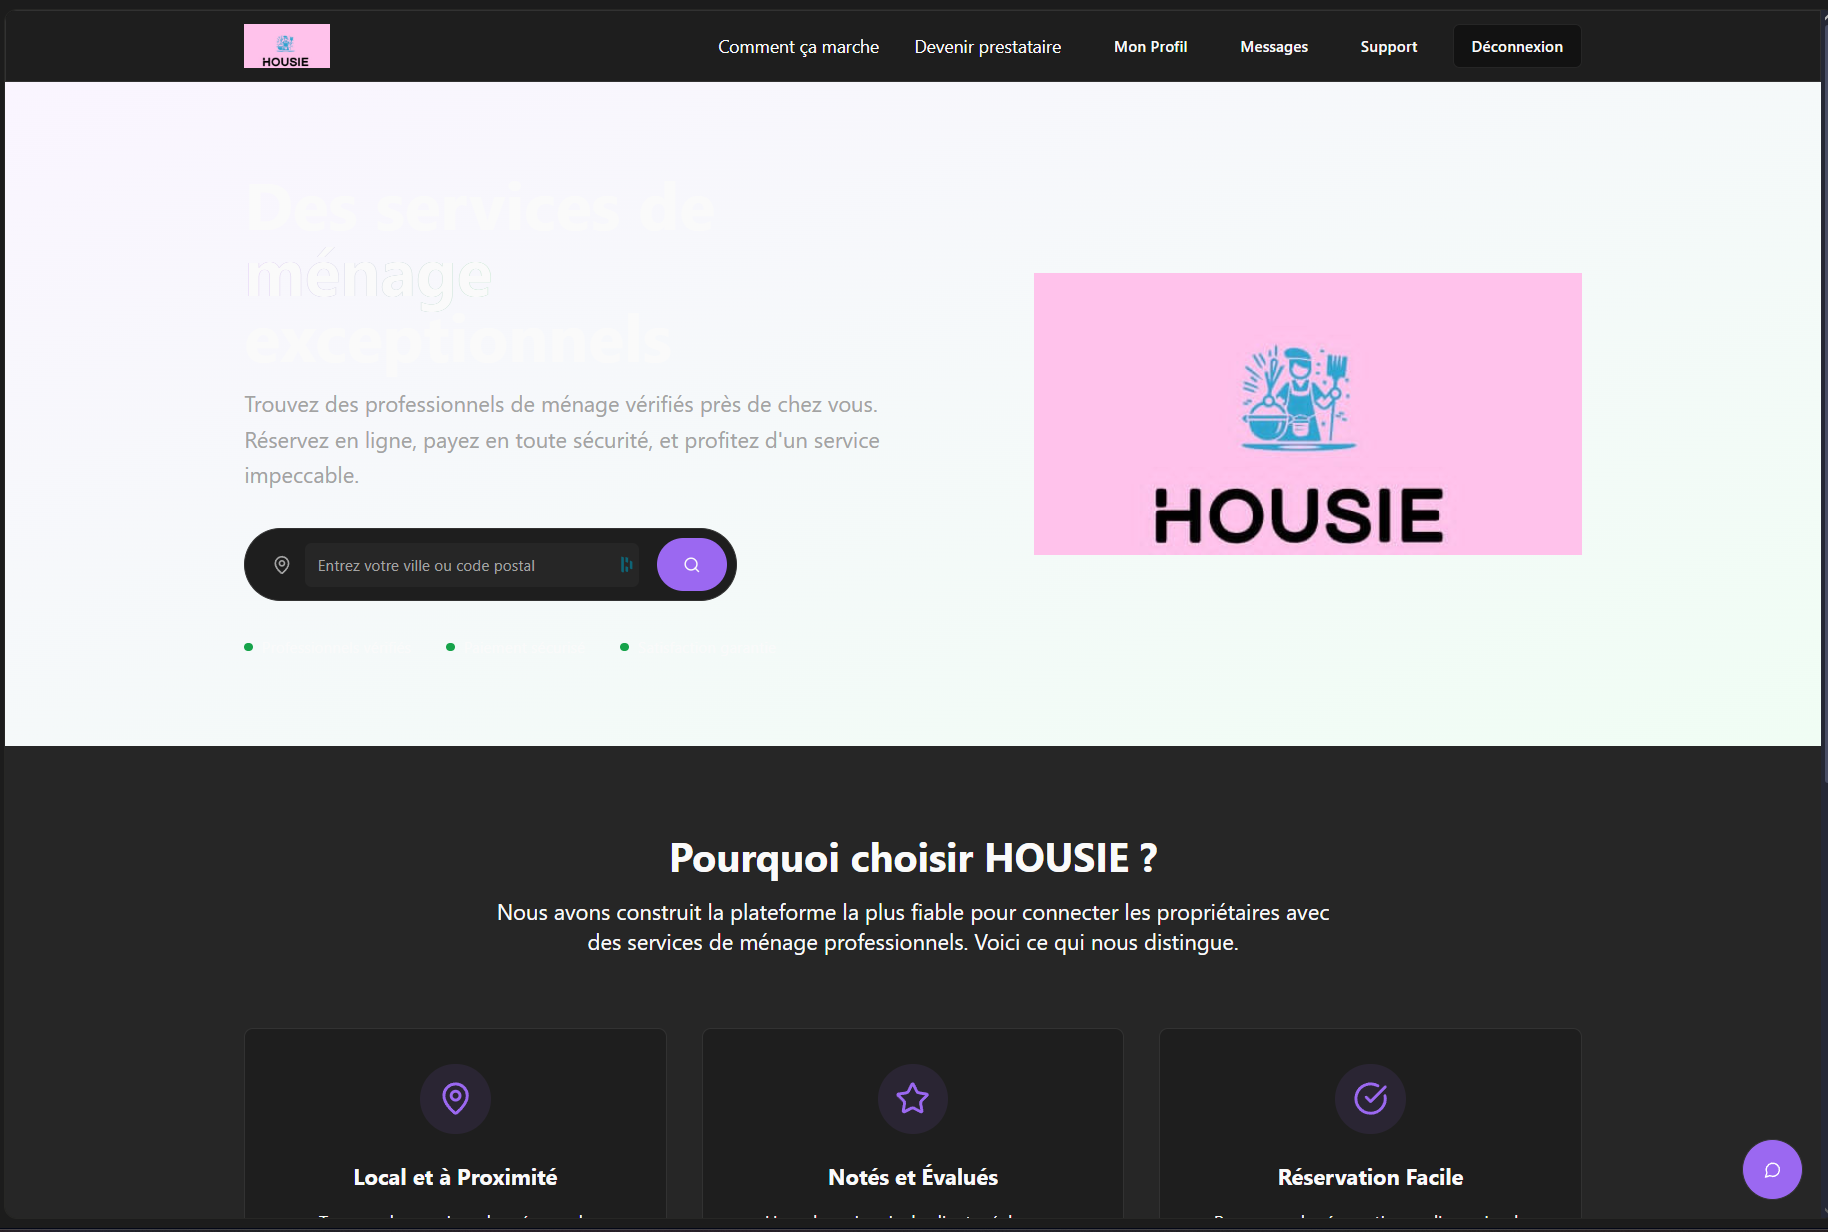 HOUSIE
Comment ça marche
Devenir prestataire
Mon Profil
Messages
Support
Déconnexion
Des services de
ménage
exceptionnels
Trouvez des professionnels de ménage vérifiés près de chez vous.
Réservez en ligne, payez en toute sécurité, et profitez d'un service
impeccable.
Entrez votre ville ou code postal
HOUSIE
Pourquoi choisir HOUSIE ?
Nous avons construit la plateforme la plus fiable pour connecter les propriétaires avec
des services de ménage professionnels. Voici ce qui nous distingue.
Local et à Proximité
Notés et Évalués
Réservation Facile